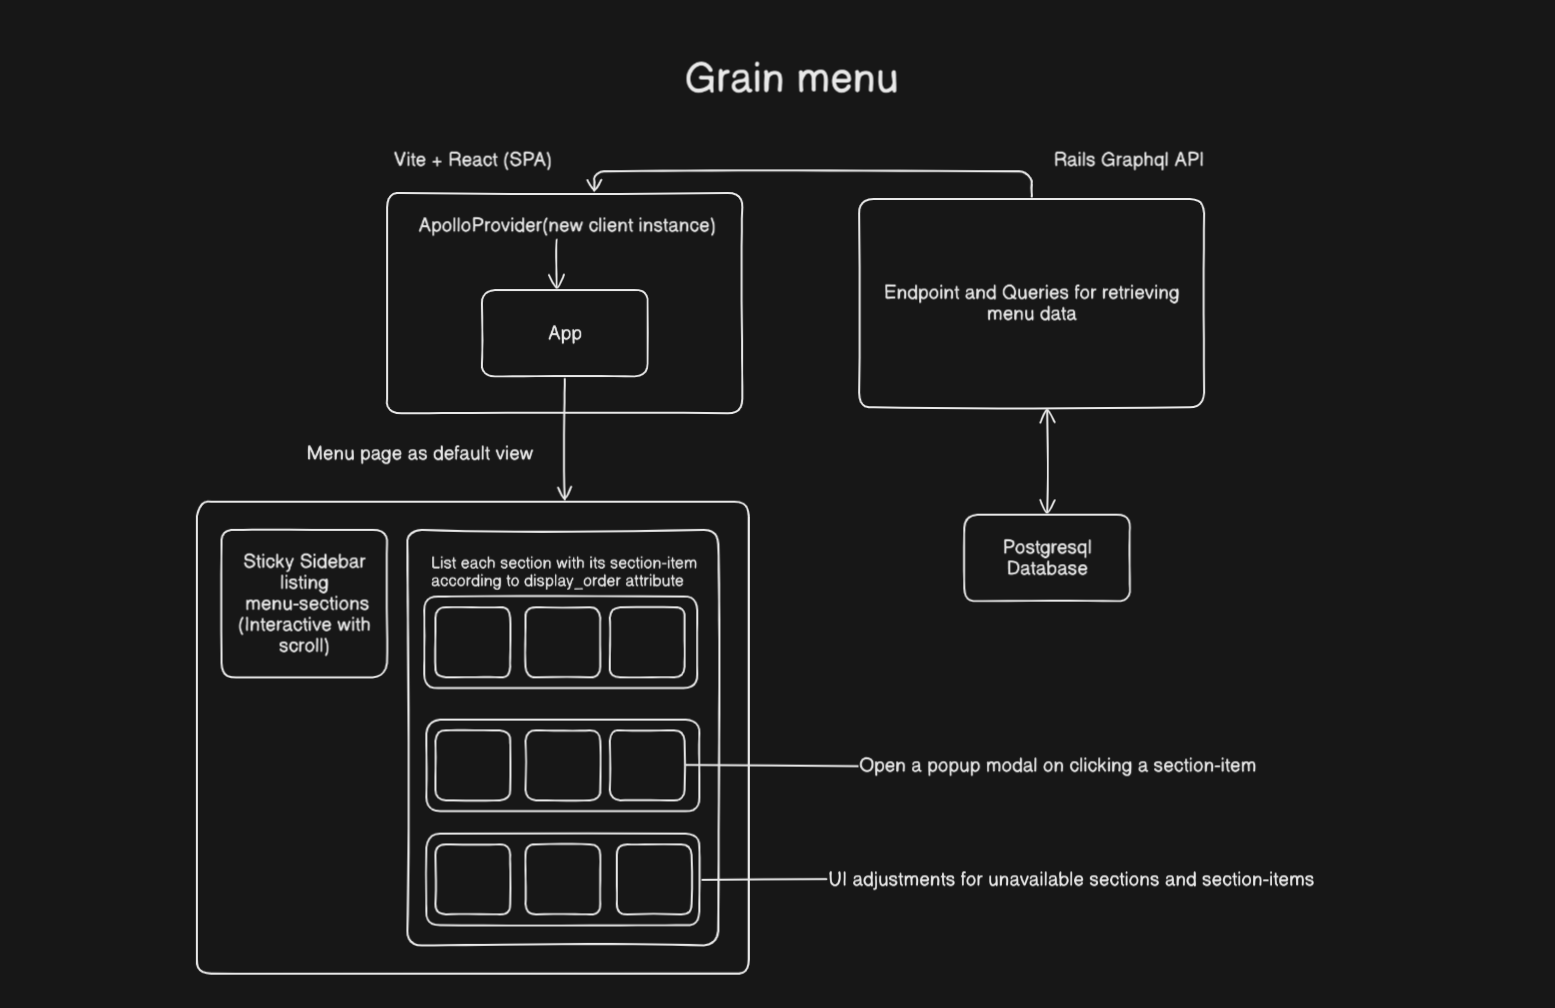 Grain menu
Vite + React (SPA)
Rails Graphql API
ApolloProvider(new client instance)
App
Endpoint and Queries for retrieving
menu data
Menu page as default view
Sticky Sidebar
listing
menu-sections
(Interactive with
scroll)
List each section with its section-item
according to display_order attribute
Postgresql
Database
Open a popup modal on clicking a section-item
UI adjustments for unavailable sections and section-items